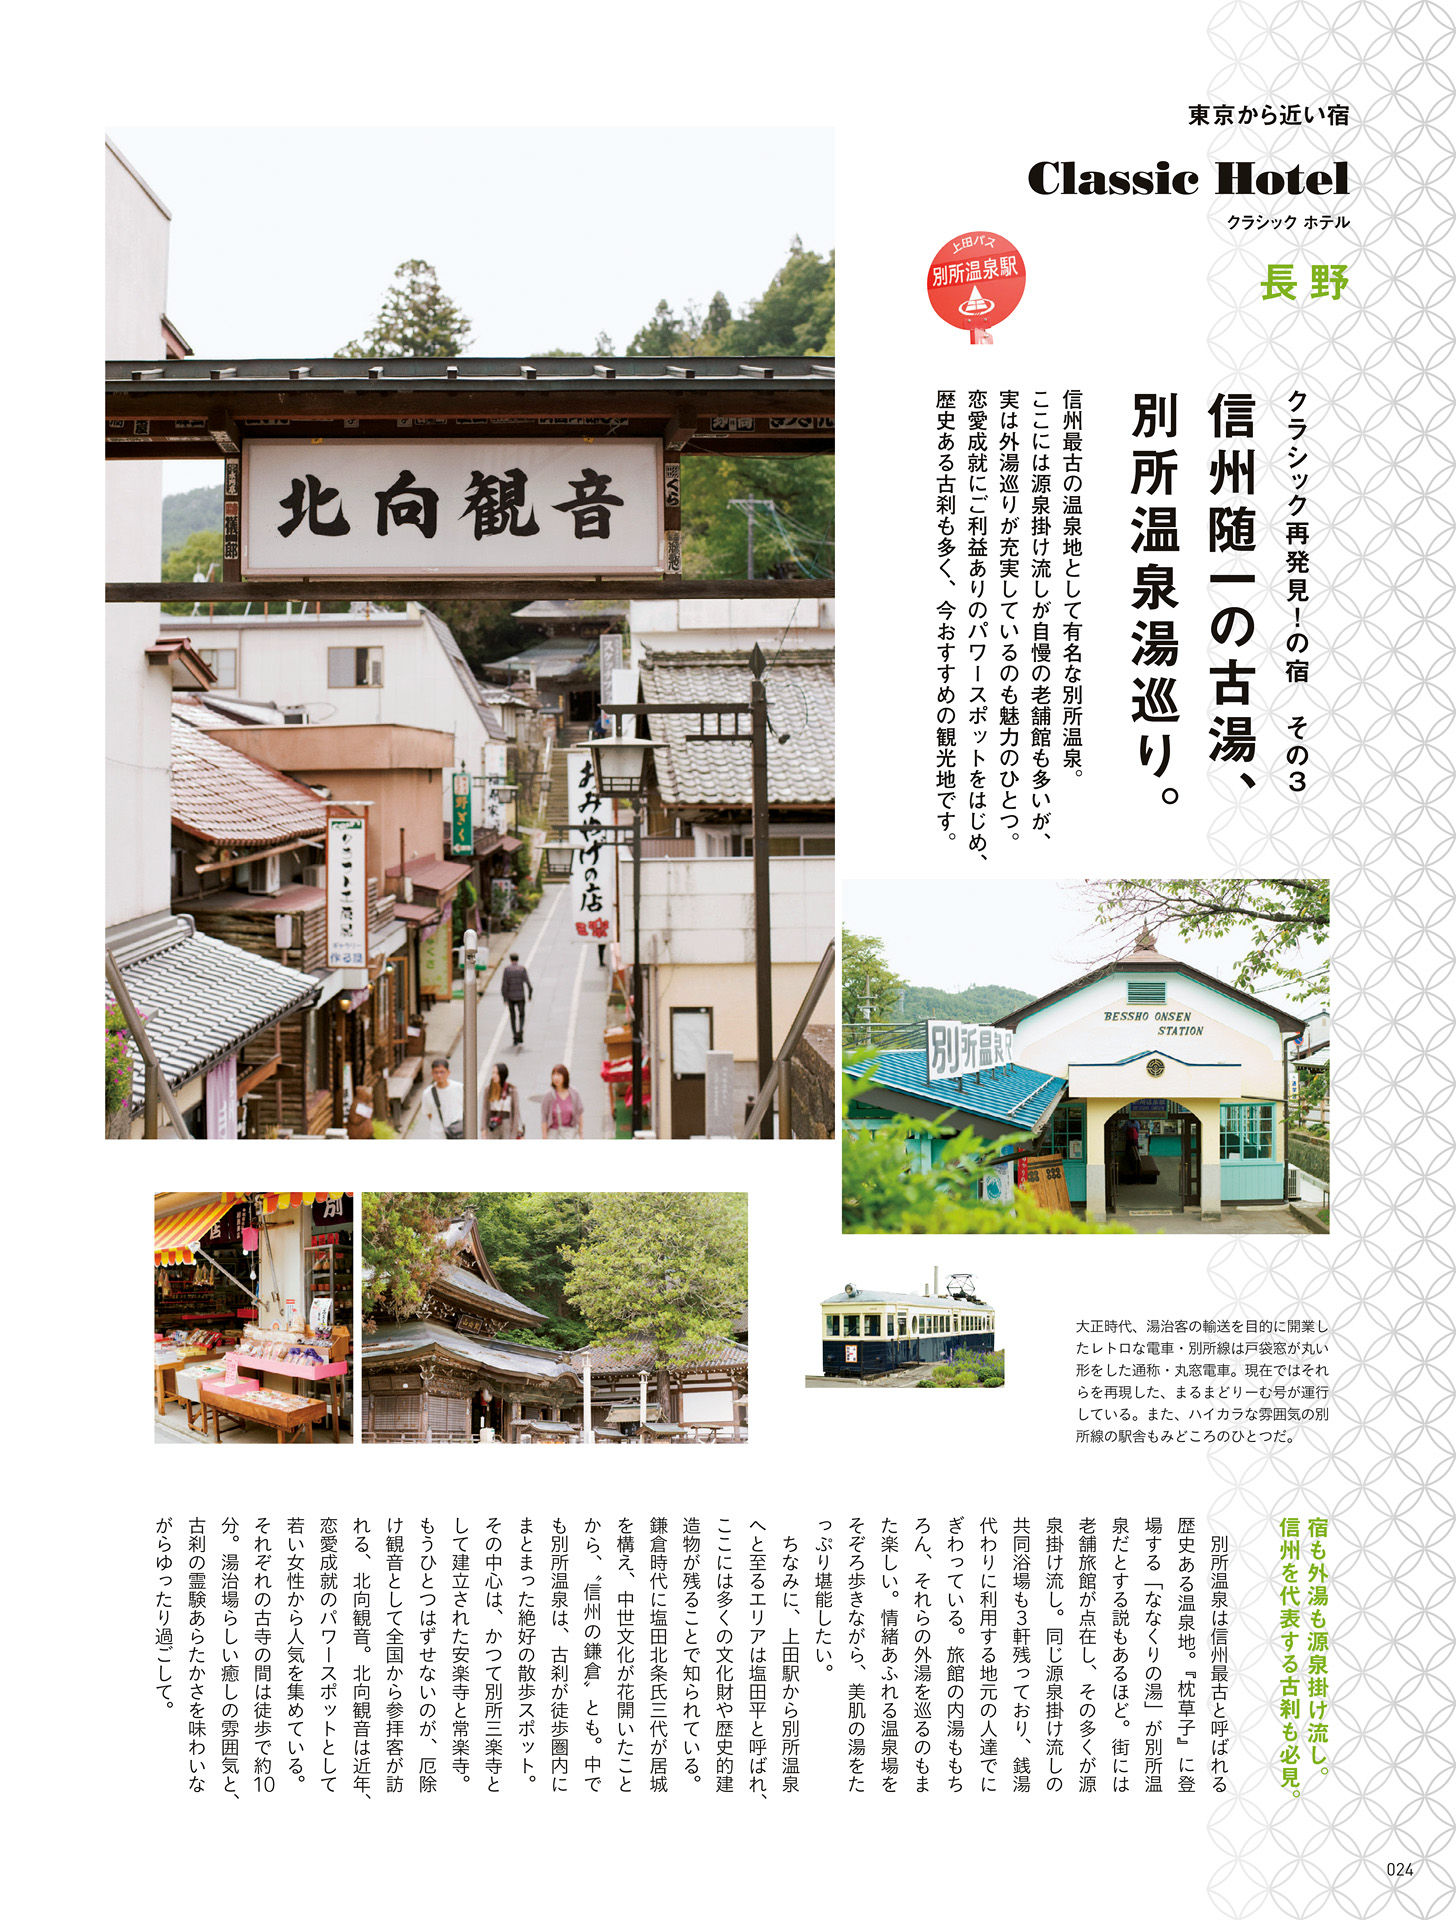 東京から近い宿
Classic Hotel
クラシック ホテル
長野
上田バス
別所温泉駅
クラシック再発見！の宿　その3
信州随一の古湯、
別所温泉湯巡り。
信州最古の温泉地として有名な別所温泉。
ここには源泉掛け流しが自慢の老舗館も多いが、
実は外湯巡りが充実しているのも魅力のひとつ。
恋愛成就にご利益ありのパワースポットをはじめ、
歴史ある古刹も多く、今おすすめの観光地です。
北向観音
おみやげの店
野ぎく
ギャラリー
BESSHO ONSEN
STATION
別所温泉
大正時代、湯治客の輸送を目的に開業し
たレトロな電車・別所線は戸袋窓が丸い
形をした通称・丸窓電車。現在ではそれ
らを再現した、まるまどりーむ号が運行
している。また、ハイカラな雰囲気の別
所線の駅舎もみどころのひとつだ。
宿も外湯も源泉掛け流し。
信州を代表する古刹も必見。
別所温泉は信州最古と呼ばれる
歴史ある温泉地。『枕草子』に登
場する「ななくりの湯」が別所温
泉だとする説もあるほど。街には
老舗旅館が点在し、その多くが源
泉掛け流し。同じ源泉掛け流しの
共同浴場も3軒残っており、銭湯
代わりに利用する地元の人達でに
ぎわっている。旅館の内湯ももち
ろん、それらの外湯を巡るのもま
た楽しい。情緒あふれる温泉場を
そぞろ歩きながら、美肌の湯をた
っぷり堪能したい。
ちなみに、上田駅から別所温泉
へと至るエリアは塩田平と呼ばれ、
ここには多くの文化財や歴史的建
造物が残ることで知られている。
鎌倉時代に塩田北条氏三代が居城
を構え、中世文化が花開いたこと
から、〝信州の鎌倉〟とも。中で
も別所温泉は、古刹が徒歩圏内に
まとまった絶好の散歩スポット。
その中心は、かつて別所三楽寺と
して建立された安楽寺と常楽寺。
もうひとつはずせないのが、厄除
け観音として全国から参拝客が訪
れる、北向観音。北向観音は近年、
恋愛成就のパワースポットとして
若い女性から人気を集めている。
それぞれの古寺の間は徒歩で約10
分。湯治場らしい癒しの雰囲気と、
古刹の霊験あらたかさを味わいな
がらゆったり過ごして。
024